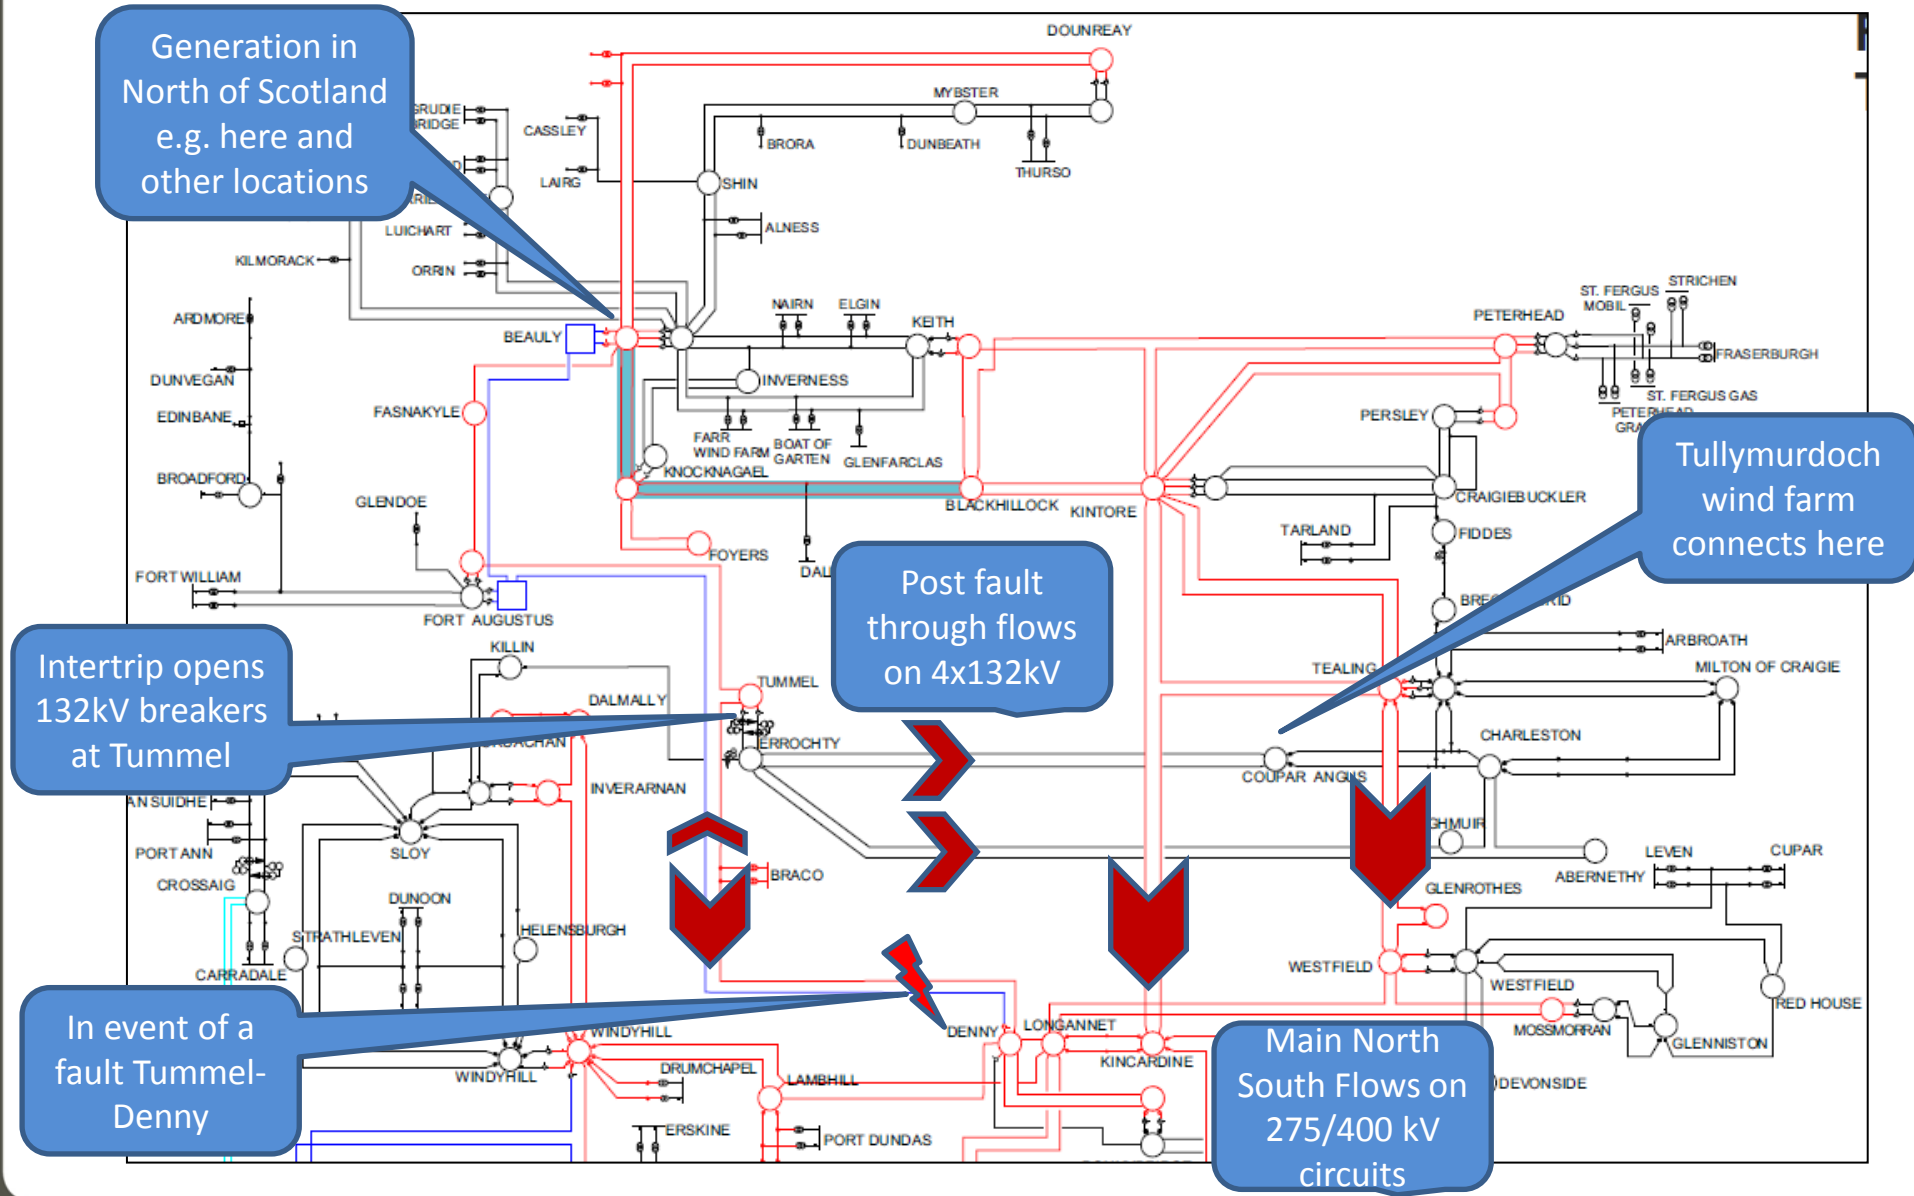 Generation in
North of Scotland
e.g. here and
other locations
DOUNREAY
MYBSTER
GRUDIE
BRIDGE
CASSLEY
BRORA
DUNBEATH
THURSO
LAIRG
SHIN
LUICHART
ALNESS
KILMORACK
ORRIN
NAIRN
ELGIN
KEITH
ST. FERGUS
MOBIL
STRICHEN
PETERHEAD
ARDMORE
BEAULY
FRASERBURGH
DUNVEGAN
INVERNESS
ST. FERGUS GAS
FASNAKYLE
EDINBANE
PERSLEY
PETERHEAD
FARR
WIND FARM
BOAT OF
GARTEN
GLENFARCLAS
KNOCKNAGAEL
BROADFORD
GLENDOE
BLACKHILLOCK
KINTORE
CRAIGIEBUCKLER
TARLAND
FIDDES
FOYERS
Tullymurdoch
wind farm
connects here
FORT WILLIAM
FORT AUGUSTUS
Post fault
through flows
on 4x132kV
ARBROATH
KILLIN
TEALING
MILTON OF CRAIGIE
Intertrip opens
132kV breakers
at Tummel
DALMALLY
TUMMEL
ERROCHTY
CHARLESTON
COUPAR ANGUS
INVERARNAN
PORT ANN
SLOY
BRACO
LEVEN
CUPAR
CROSSAIG
ABERNETHY
DUNOON
GLENROTHES
STRATHLEVEN
HELENSBURGH
CARRADALE
WESTFIELD
WESTFIELD
RED HOUSE
In event of a
fault Tummel-
Denny
WINDYHILL
DENNY
LONGANNET
MOSSMORRAN
GLENNISTON
KINCARDINE
WINDYHILL
DRUMCHAPEL
LAMBHILL
DEVONSIDE
Main North
South Flows on
275/400 kV
circuits
ERSKINE
PORT DUNDAS